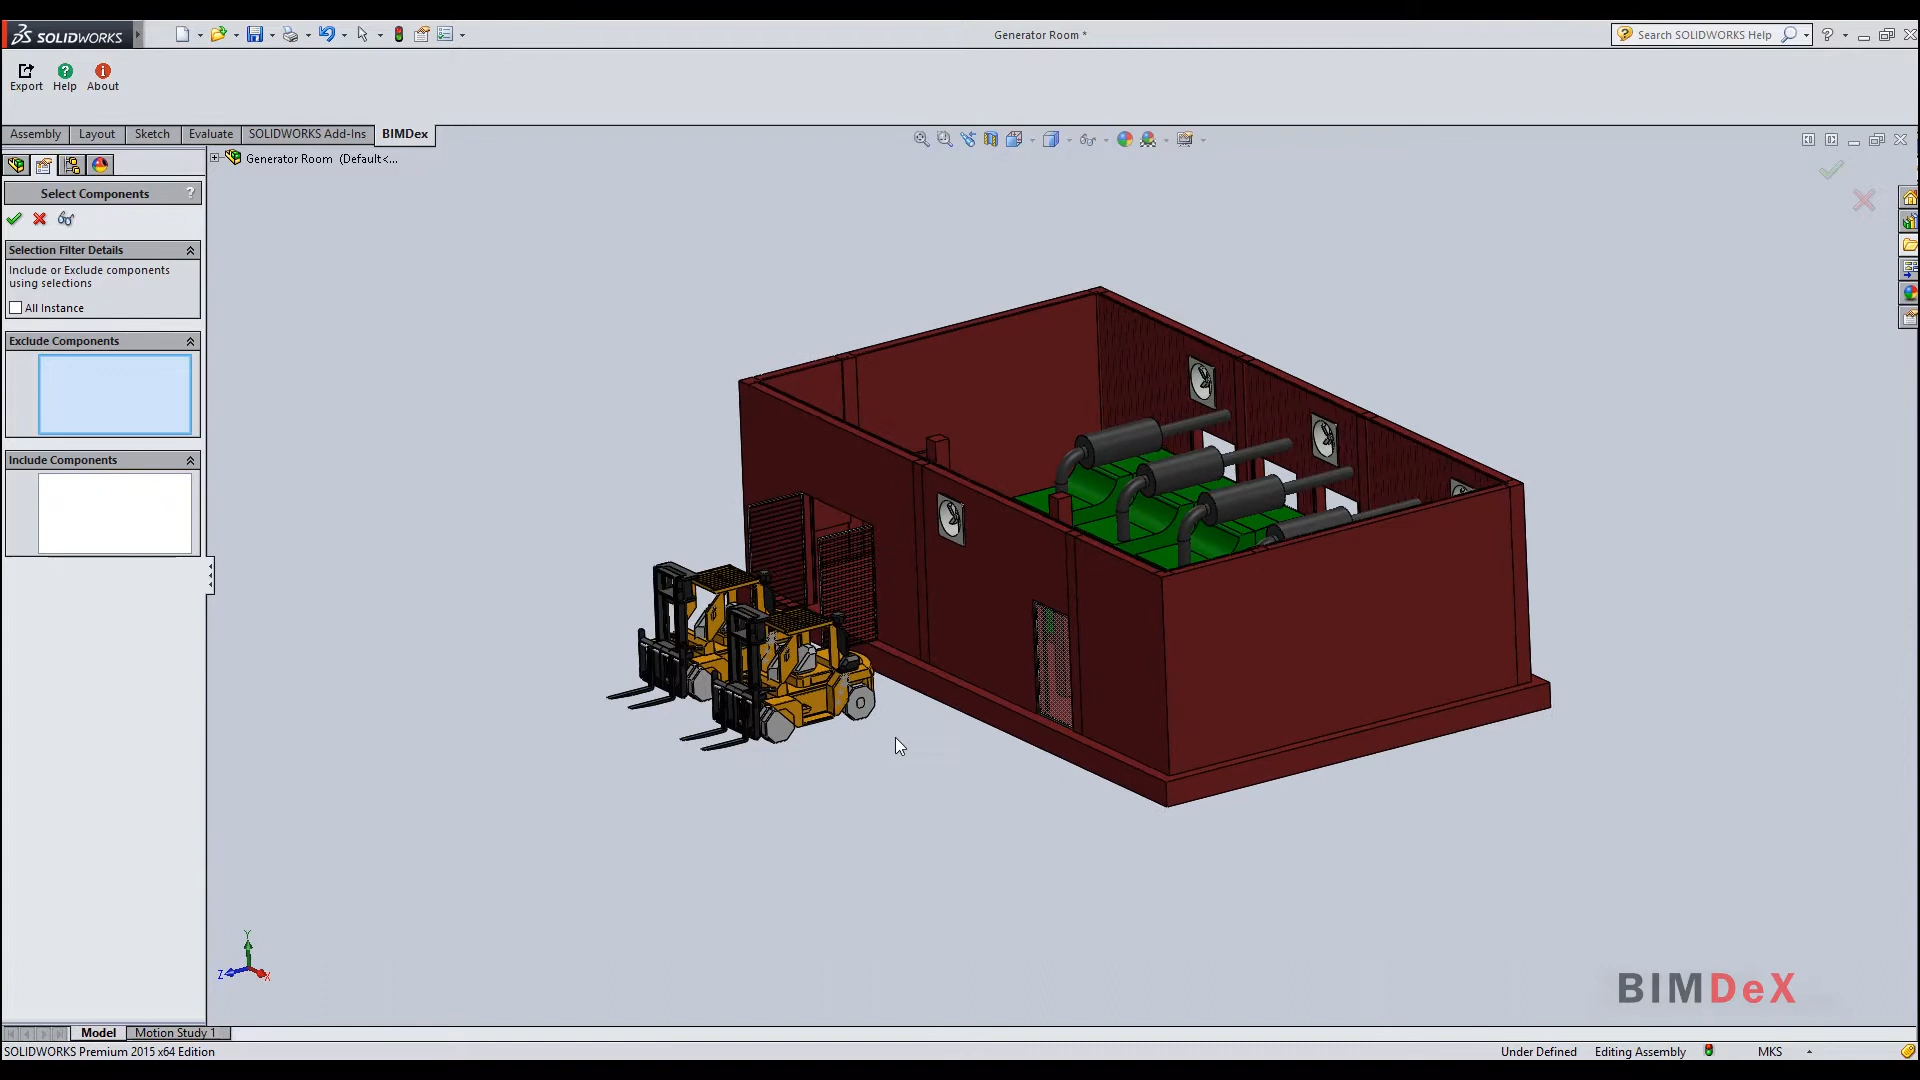 SOLIDWORKS
Generator Room *
Search SOLIDWORKS Help
Export
Help
About
Assembly
Layout
Sketch
Evaluate
SOLIDWORKS Add-Ins
BIMDex
Generator Room (Default<...
Select Components
?
Selection Filter Details
Include or Exclude components
using selections
All Instance
Exclude Components
Include Components
Y
Z
X
BIMDeX
Model
Motion Study 1
SOLIDWORKS Premium 2015 x64 Edition
Under Defined
Editing Assembly
MKS